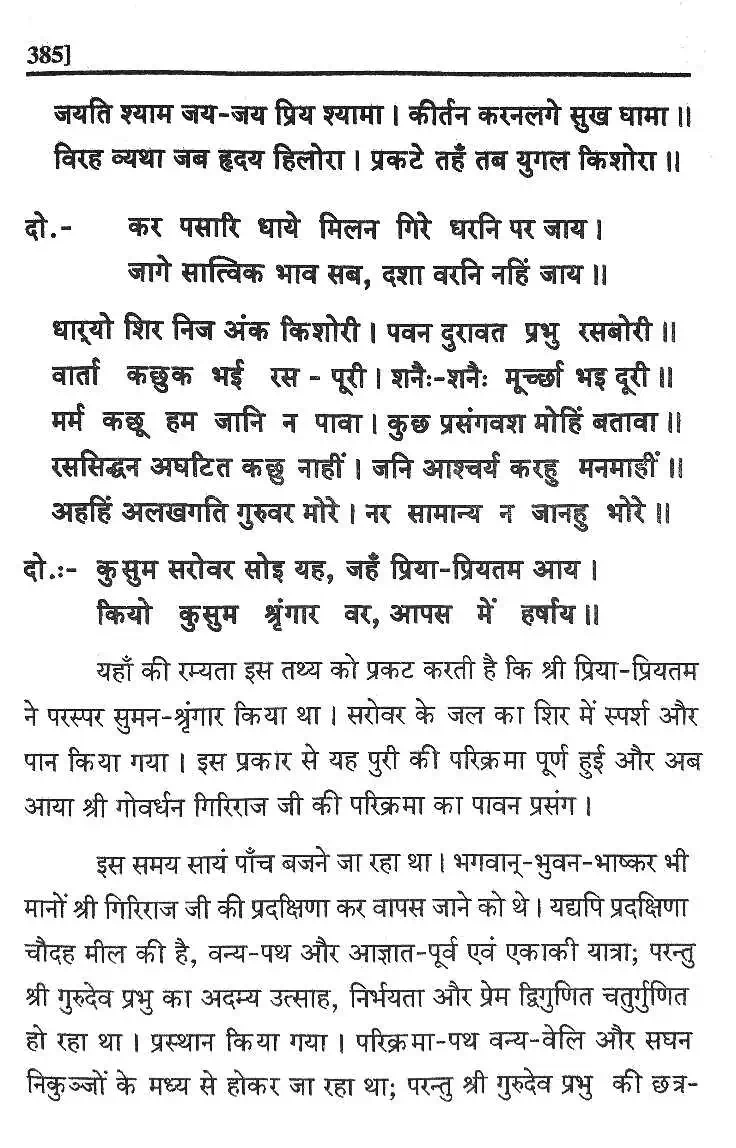 385]
जयति श्याम जय-जय प्रिय श्यामा । कीर्तन करनलगे सुख घामा ॥
विरह व्यथा जब हृदय हिलोरा । प्रकटे तहँ तब युगल किशोरा ॥
दो.- कर पसारि धाये मिलन गिरे धरनि पर जाय ।
जागे सात्विक भाव सब, दशा वरनि नहिं जाय ॥
धार्‌यो शिर निज अंक किशोरी । पवन दुरावत प्रभु रसबोरी ॥
वार्ता कछुक भई रस - पूरी । शनैः-शनैः मूर्च्छा भइ दूरी ॥
मर्म कछू हम जानि न पावा । कुछ प्रसंगवश मोहिं बतावा ॥
रससिद्धन अघटित कछु नाहीं । जनि आश्चर्य करहु मनमाहीं ॥
अहहिं अलखगति गुरुवर मोरे । नर सामान्य न जानहु भोरे ॥
दो.ः- कुसुम सरोवर सोइ यह, जहँ प्रिया-प्रियतम आय ।
कियो कुसुम श्रृंगार वर, आपस में हर्षाय ॥
यहाँ की रम्यता इस तथ्य को प्रकट करती है कि श्री प्रिया-प्रियतम
ने परस्पर सुमन-श्रृंगार किया था । सरोवर के जल का शिर में स्पर्श और
पान किया गया । इस प्रकार से यह पुरी की परिक्रमा पूर्ण हुई और अब
आया श्री गोवर्धन गिरिराज जी की परिक्रमा का पावन प्रसंग ।
इस समय सायं पाँच बजने जा रहा था । भगवान्-भुवन-भाष्कर भी
मानों श्री गिरिराज जी की प्रदक्षिणा कर वापस जाने को थे । यद्यपि प्रदक्षिणा
चौदह मील की है, वन्य-पथ और आज्ञात-पूर्व एवं एकाकी यात्रा; परन्तु
श्री गुरुदेव प्रभु का अदम्य उत्साह, निर्भयता और प्रेम द्विगुणित चतुर्गुणित
हो रहा था । प्रस्थान किया गया । परिक्रमा-पथ वन्य-वेलि और सघन
निकुञ्जों के मध्य से होकर जा रहा था; परन्तु श्री गुरुदेव प्रभु की छत्र-